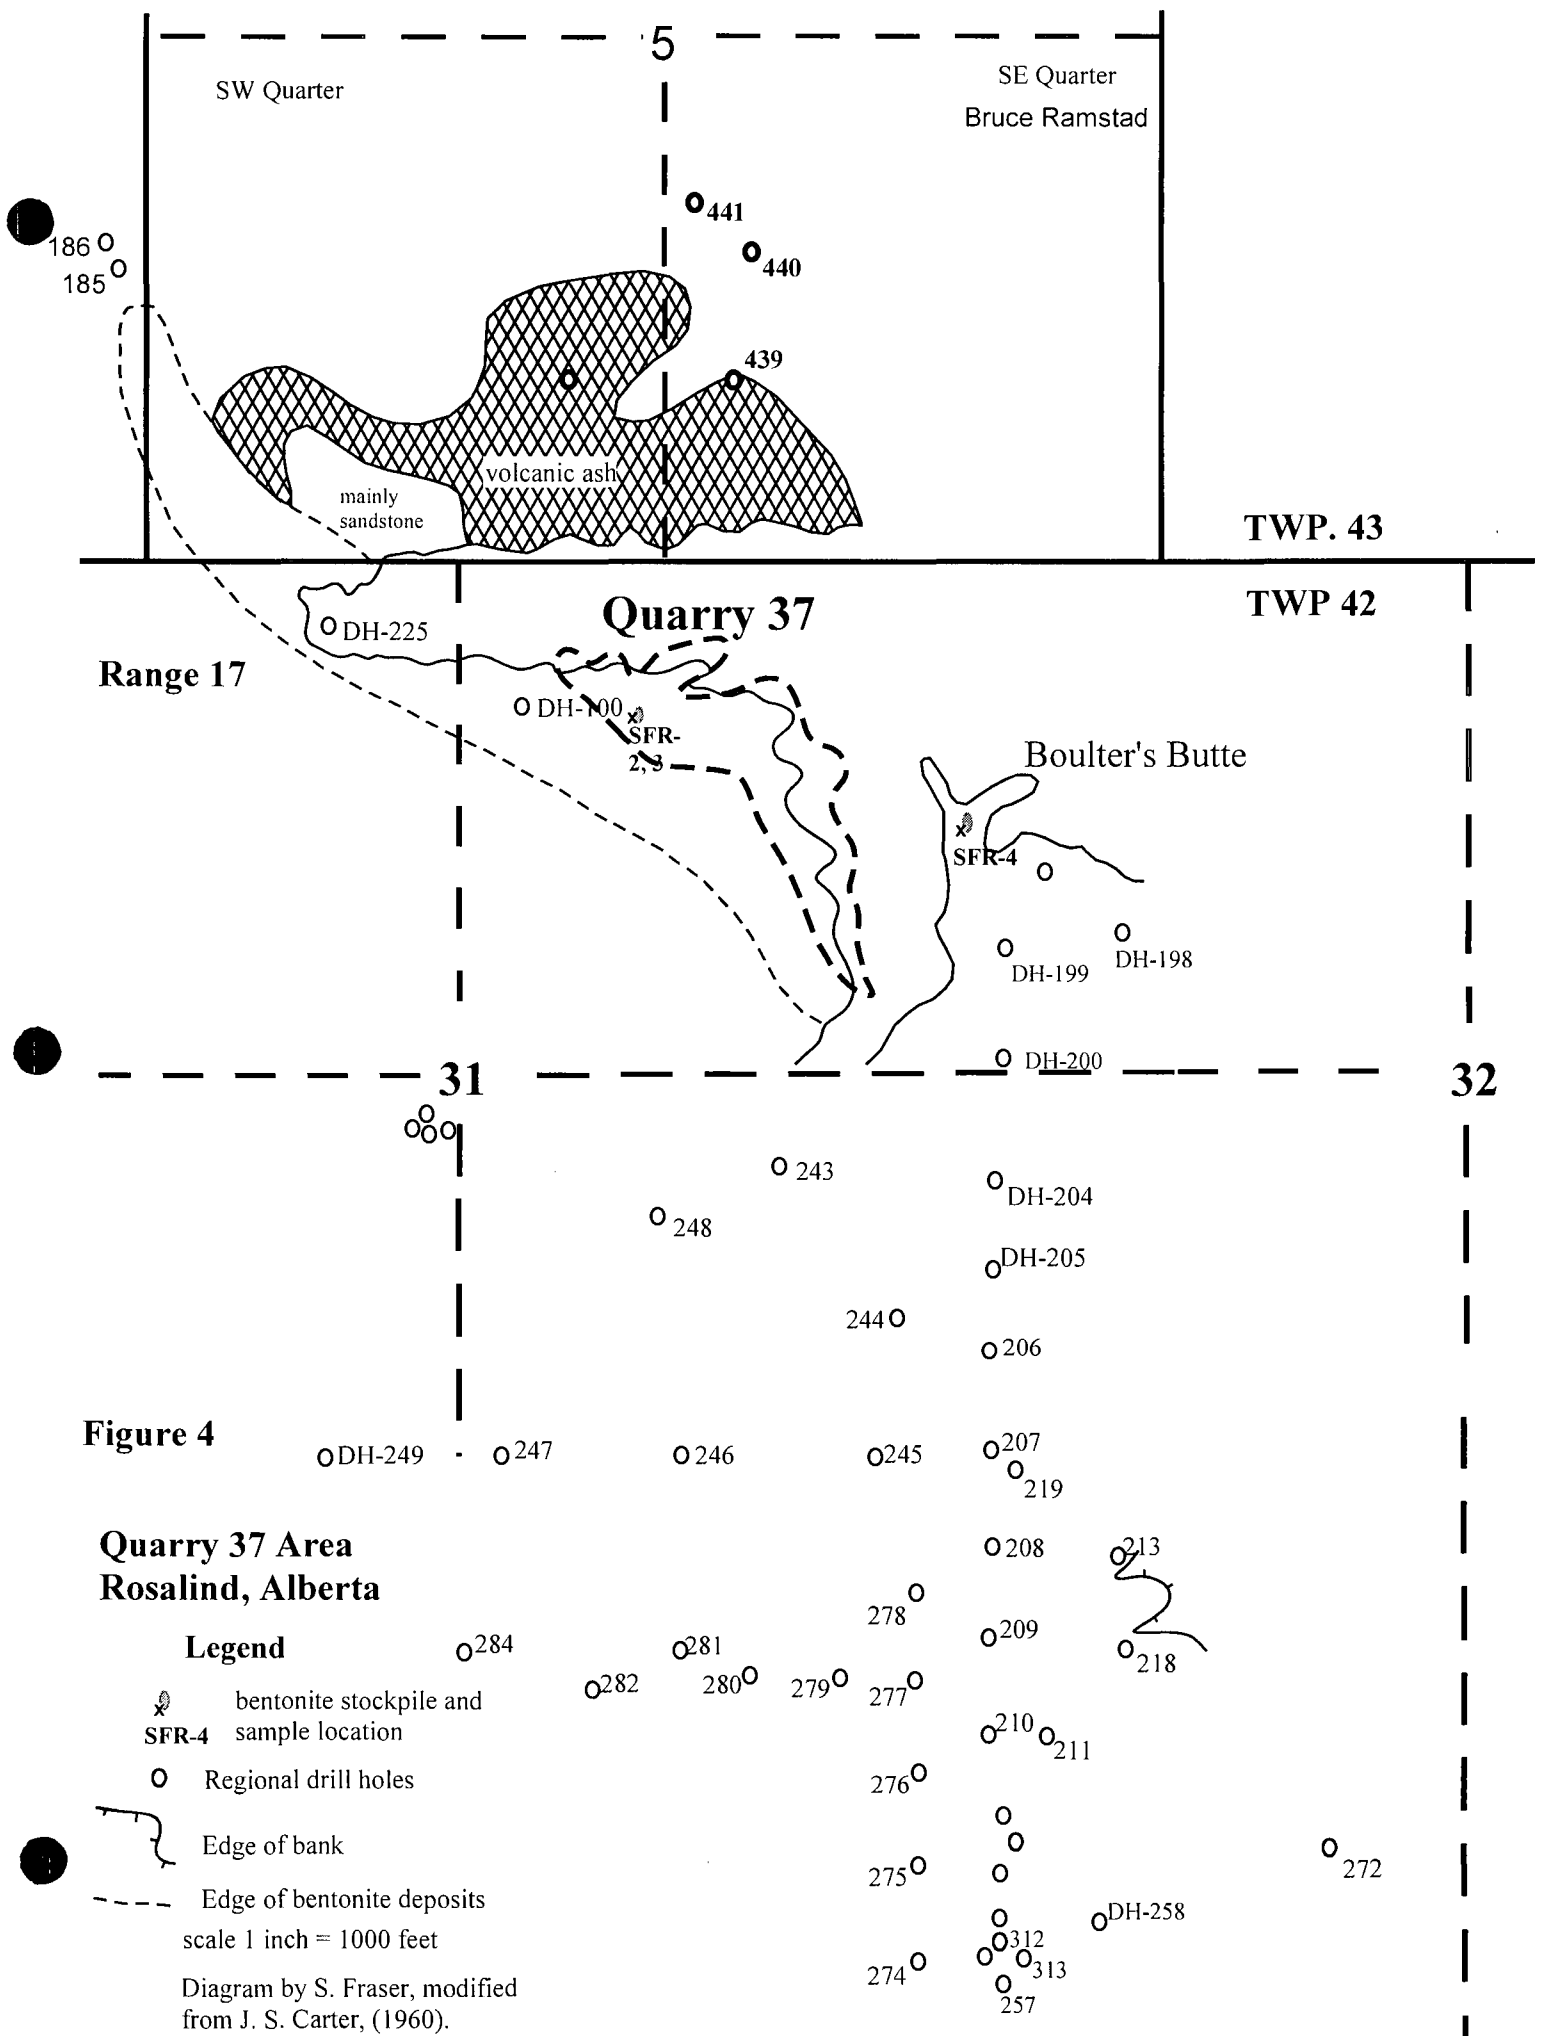 5
SW Quarter
SE Quarter
Bruce Ramstad
441
186
185
440
439
volcanic ash
mainly
sandstone
TWP. 43
TWP 42
Quarry 37
DH-225
Range 17
DH-100
SFR-
2, 3
Boulter's Butte
SFR-4
DH-199
DH-198
DH-200
31
32
243
DH-204
248
DH-205
244
206
Figure 4
DH-249
247
246
245
207
219
Quarry 37 Area
Rosalind, Alberta
208
213
278
209
218
Legend
284
281
282
280
279
277
bentonite stockpile and
sample location
SFR-4
210
211
Regional drill holes
276
Edge of bank
275
272
Edge of bentonite deposits
DH-258
scale 1 inch = 1000 feet
312
313
274
257
Diagram by S. Fraser, modified
from J. S. Carter, (1960).